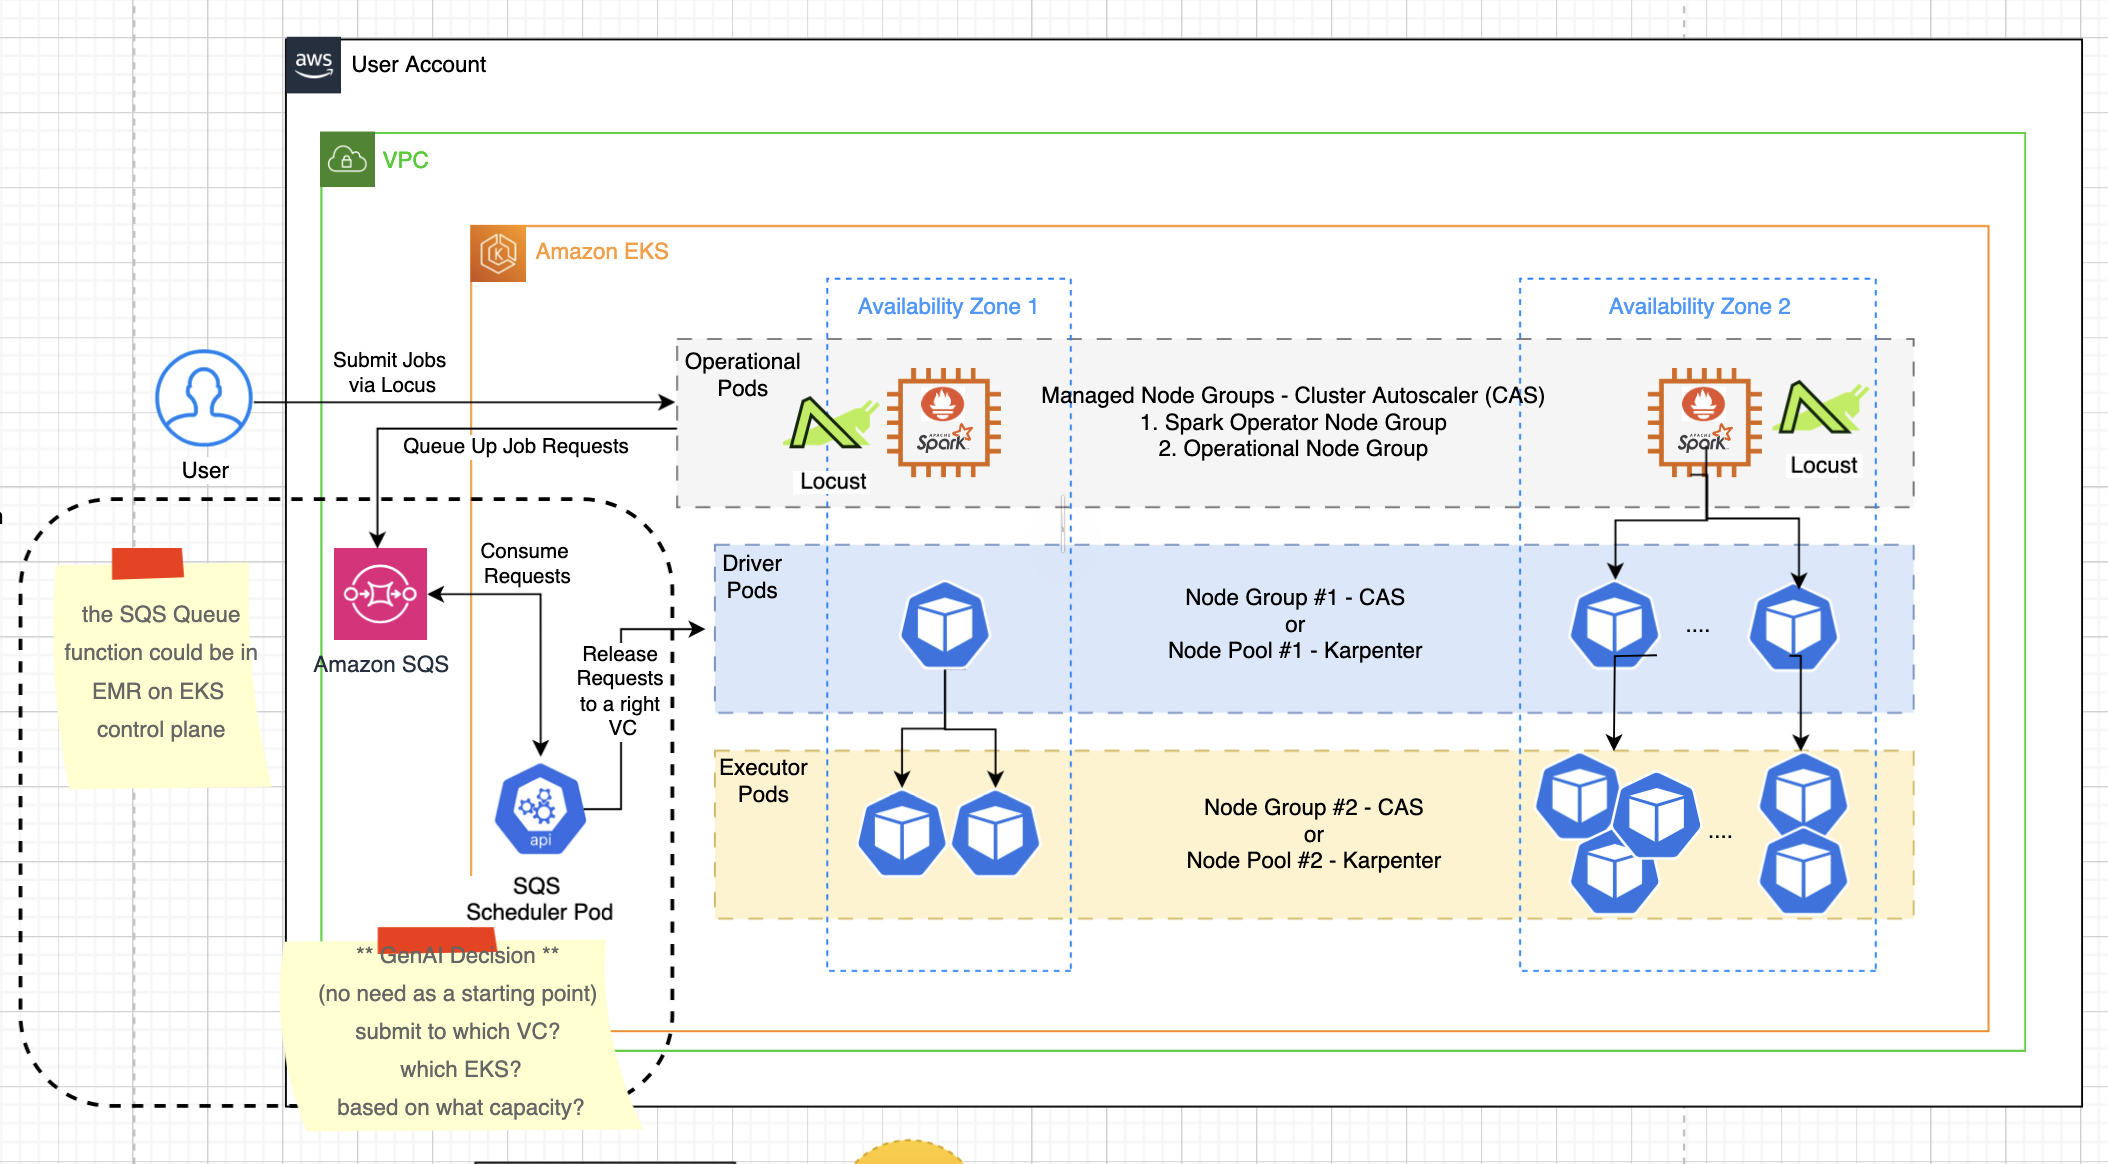 aws
User Account
VPC
Amazon EKS
Availability Zone 1
Availability Zone 2
Submit Jobs
via Locus
User
Queue Up Job Requests
Operational
Pods
Locust
APACHE
Spark
Managed Node Groups - Cluster Autoscaler (CAS)
1. Spark Operator Node Group
2. Operational Node Group
APACHE
Spark
Locust
the SQS Queue
function could be in
EMR on EKS
control plane
Amazon SQS
Consume
Requests
Release
Requests
to a right
VC
api
SQS
Scheduler Pod
Driver
Pods
Node Group #1 - CAS
or
Node Pool #1 - Karpenter
....
Executor
Pods
Node Group #2 - CAS
or
Node Pool #2 - Karpenter
....
** GenAI Decision **
(no need as a starting point)
submit to which VC?
which EKS?
based on what capacity?